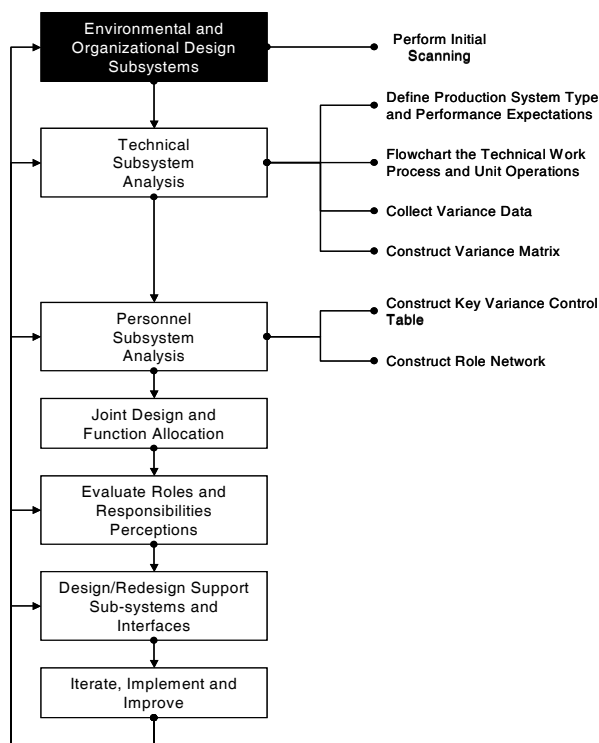 Environmental and
Organizational Design
Subsystems
Perform Initial
Scanning
Technical
Subsystem
Analysis
Define Production System Type
and Performance Expectations
Flowchart the Technical Work
Process and Unit Operations
Collect Variance Data
Construct Variance Matrix
Personnel
Subsystem
Analysis
Construct Key Variance Control
Table
Construct Role Network
Joint Design and
Function Allocation
Evaluate Roles and
Responsibilities
Perceptions
Design/Redesign Support
Sub-systems and
Interfaces
Iterate, Implement and
Improve